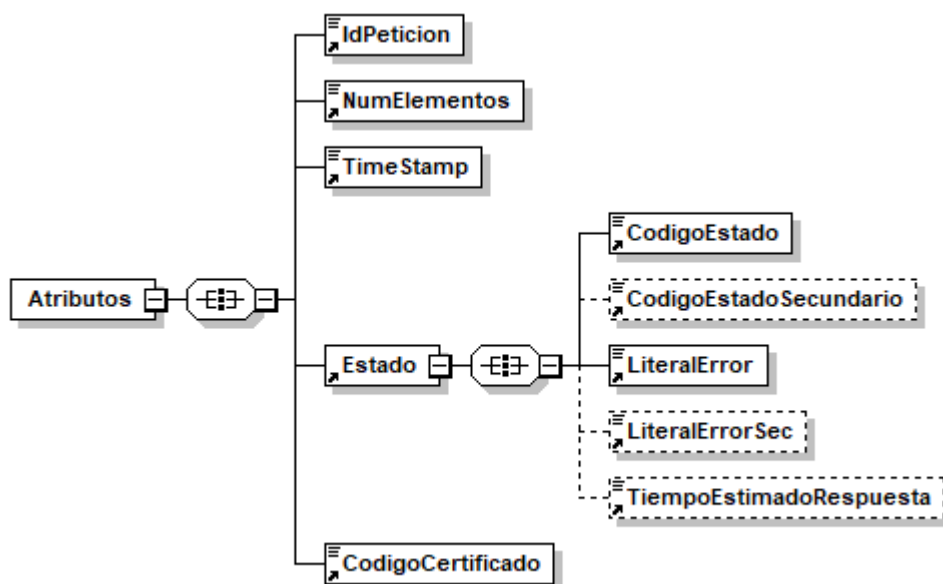 IdPeticion
NumElementos
TimeStamp
CodigoEstado
Atributos
CodigoEstadoSecundario
Estado
LiteralError
LiteralErrorSec
TiempoEstimadoRespuesta
CodigoCertificado